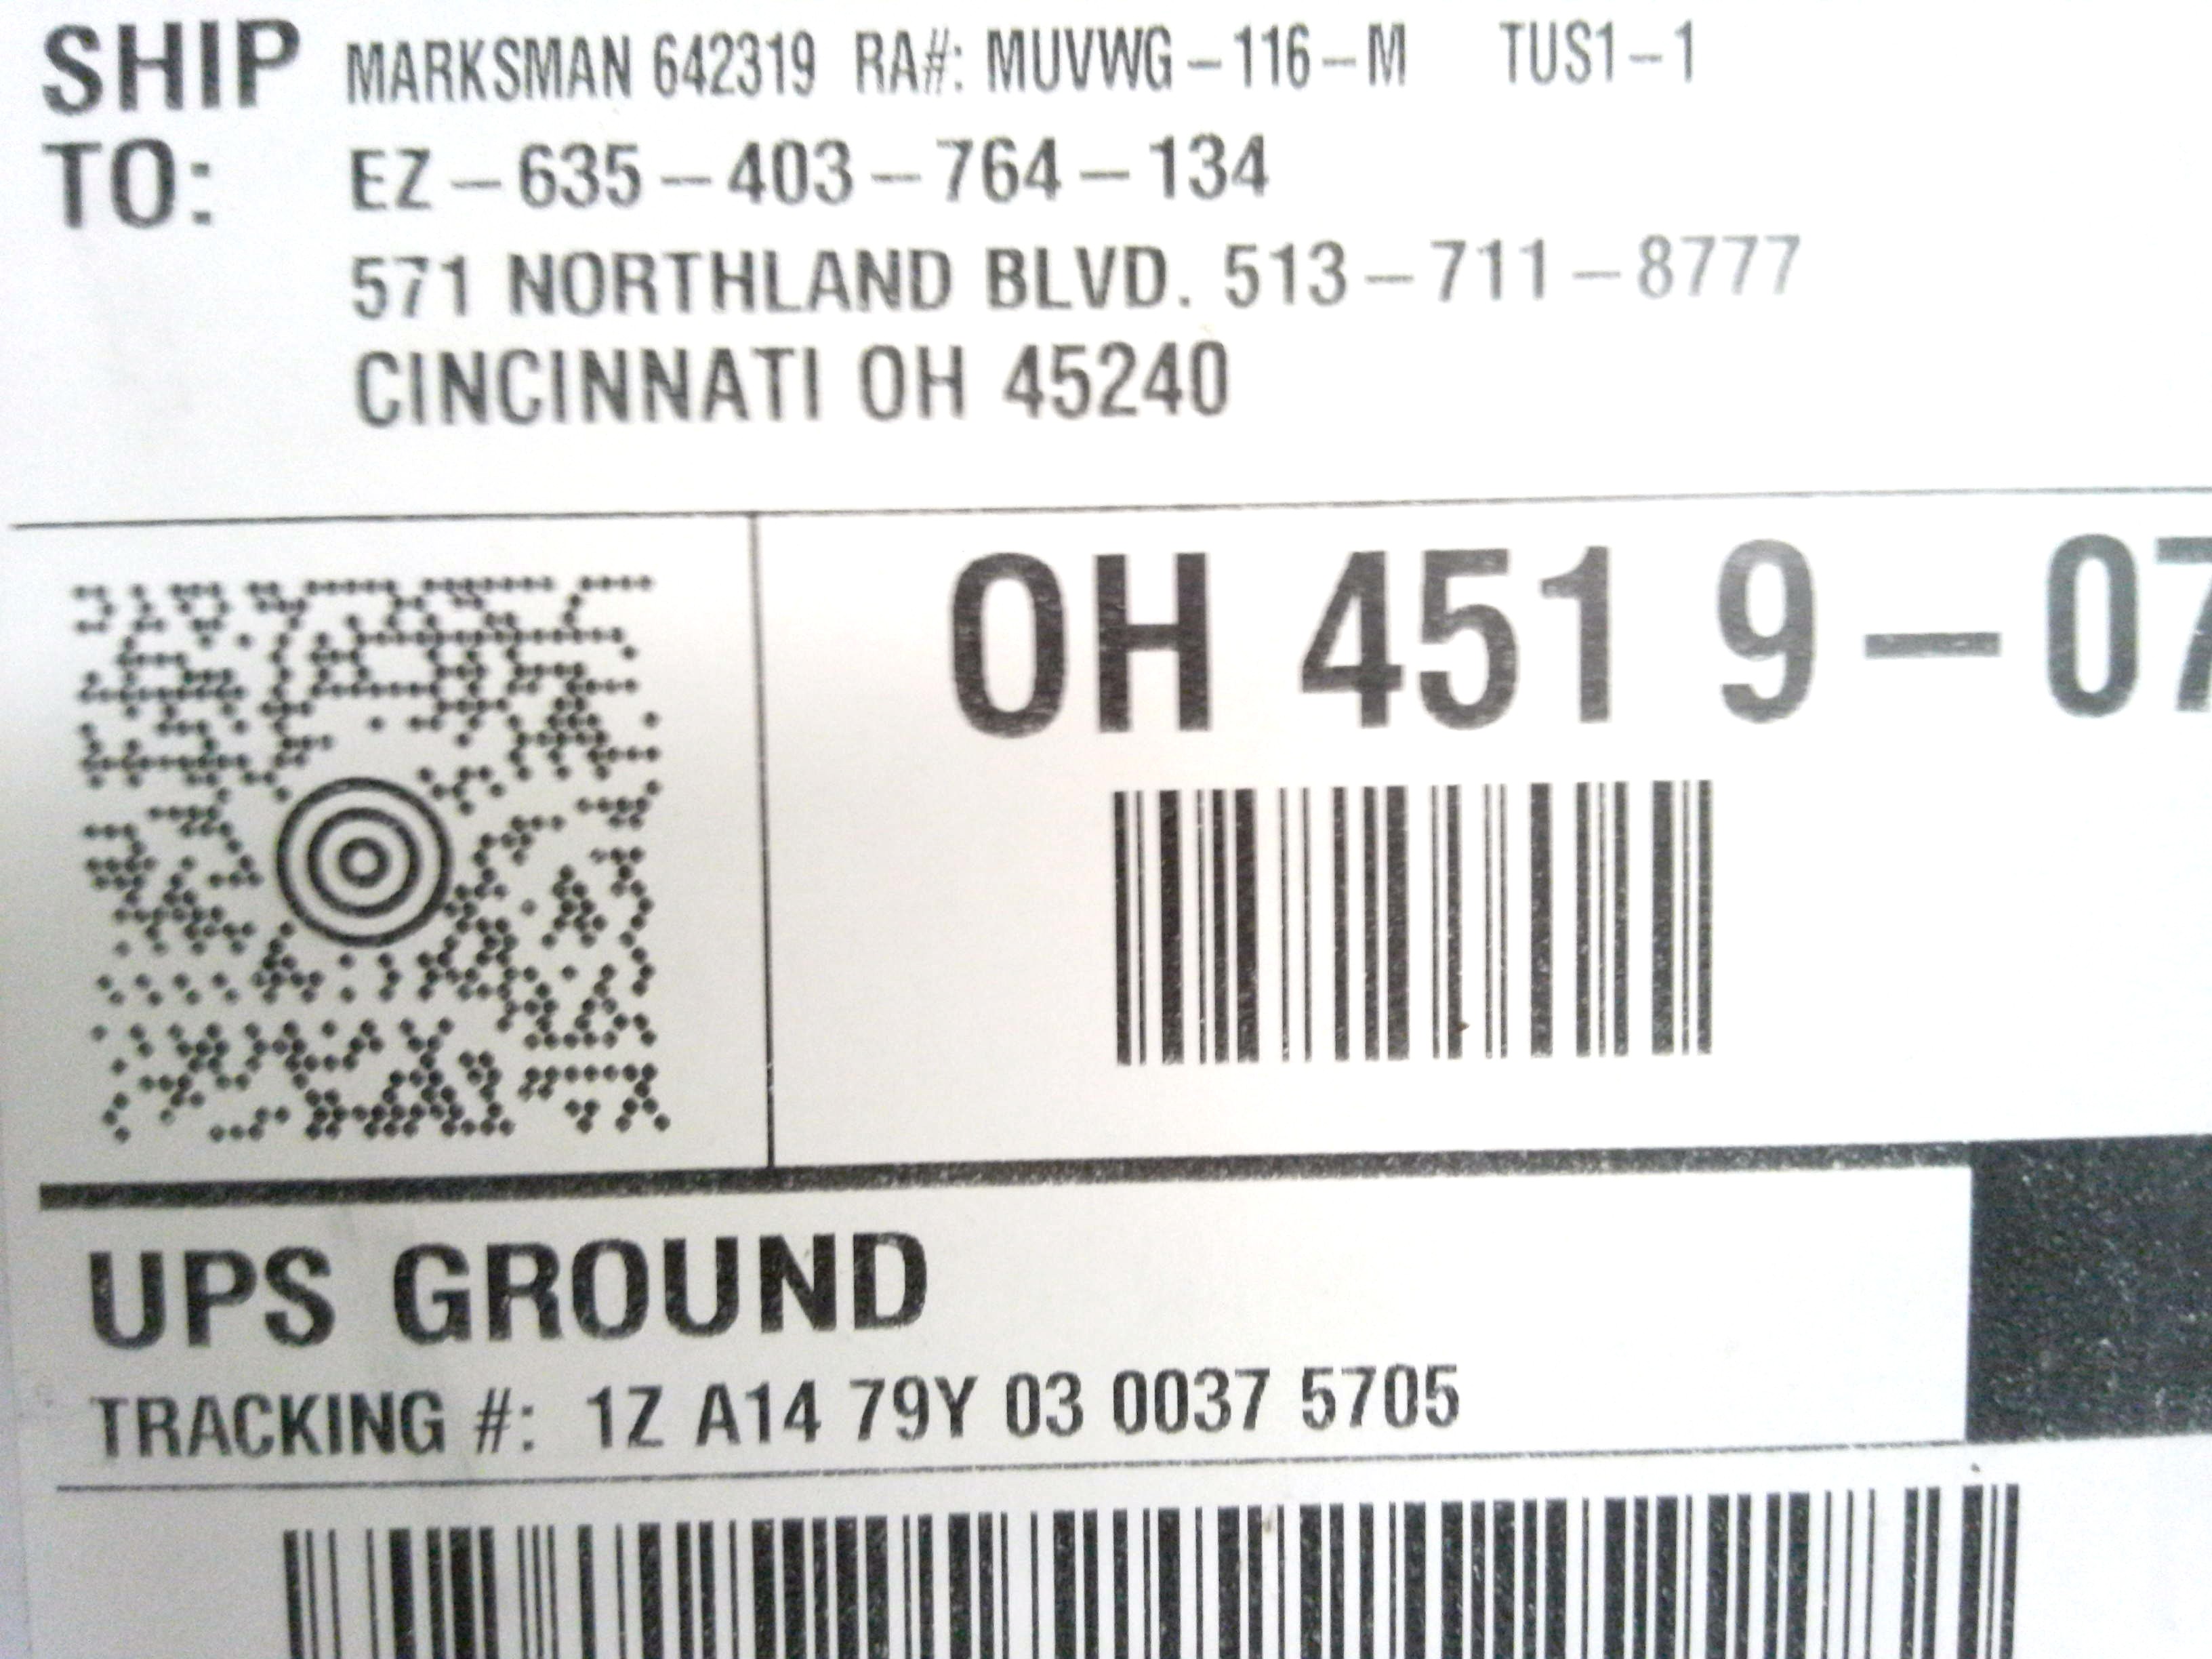 SHIP TO:
MARKSMAN 642319 RA#: MUVWG-116-M TUS1-1
EZ-635-403-764-134
571 NORTHLAND BLVD. 513-711-8777
CINCINNATI OH 45240
OH 451 9-07
UPS GROUND
TRACKING #: 1Z A14 79Y 03 0037 5705